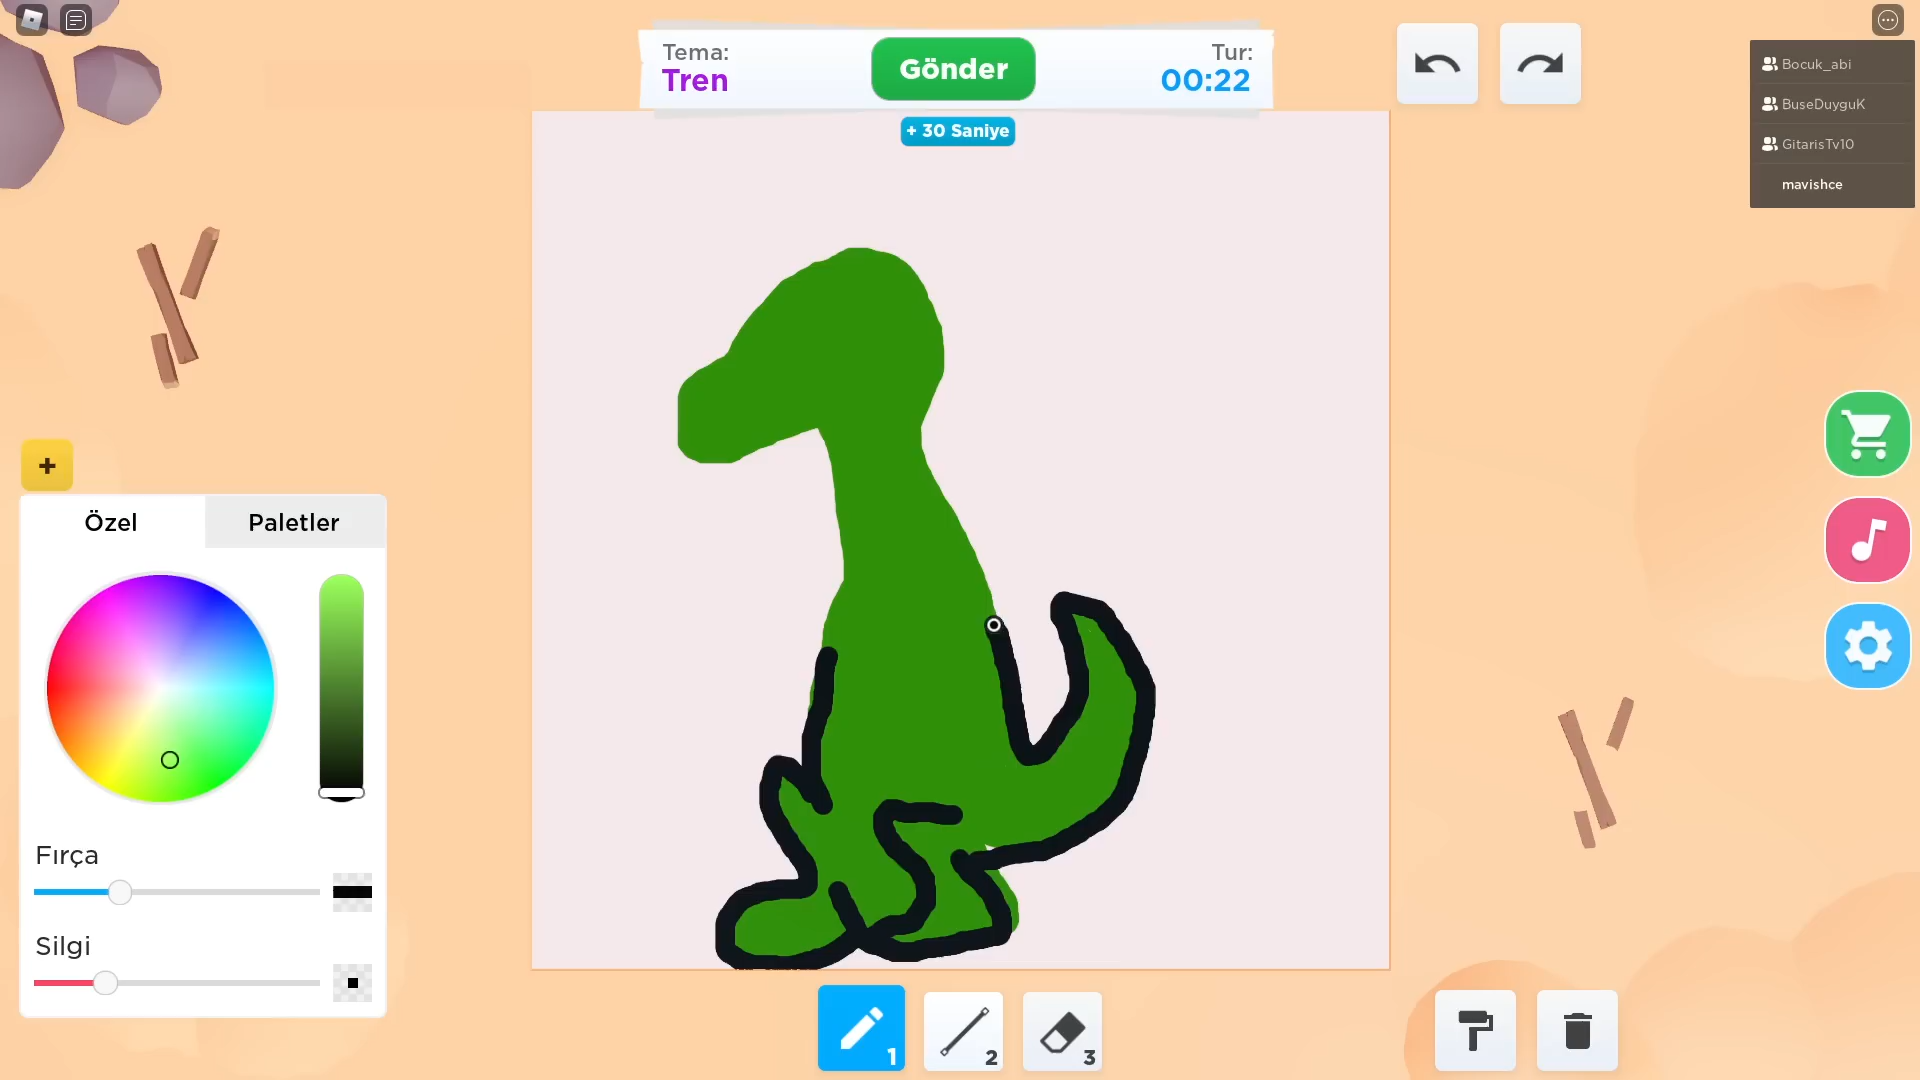 Tema:
Tren
Gönder
Tur:
00:22
+ 30 Saniye
Bocuk_abi
BuseDuyguK
GitarisTv10
mavishce
+
Özel
Paletler
Fırça
Silgi
1
2
3